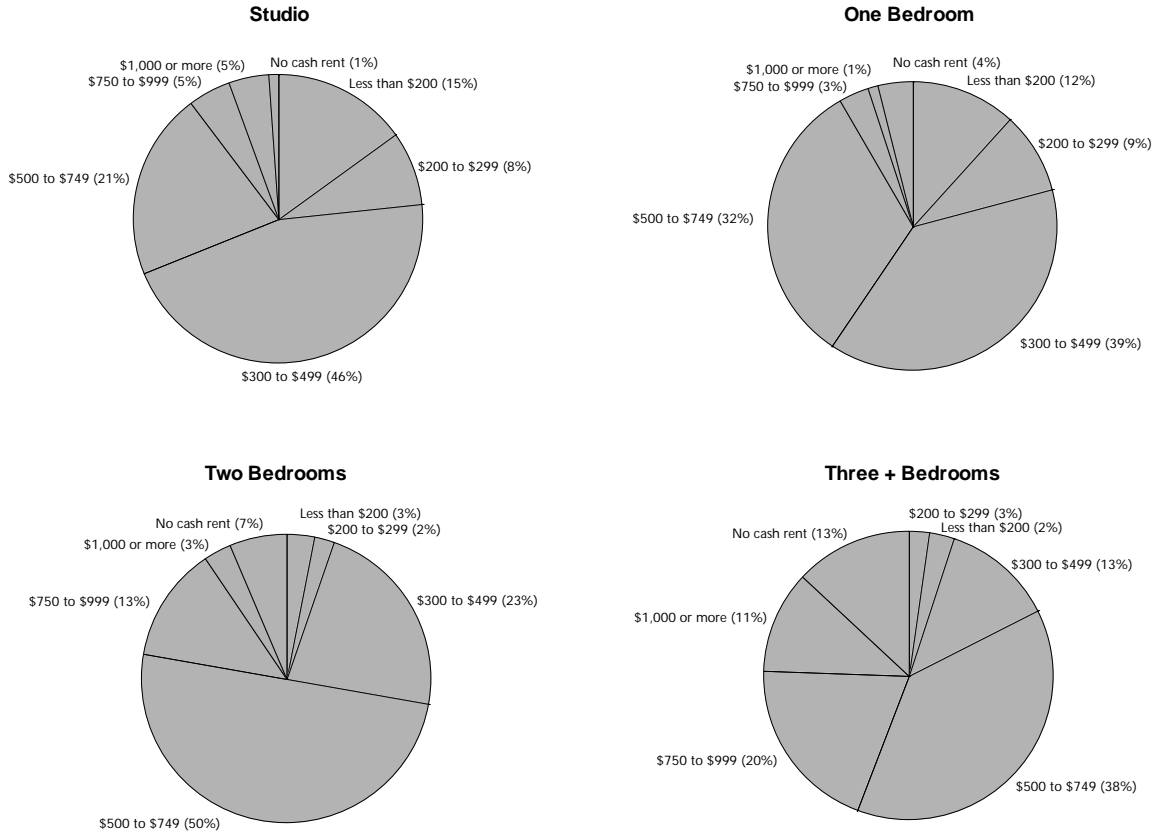 Studio
No cash rent (1%)
$1,000 or more (5%)
$750 to $999 (5%)
Less than $200 (15%)
$200 to $299 (8%)
$500 to $749 (21%)
$300 to $499 (46%)
One Bedroom
No cash rent (4%)
$1,000 or more (1%)
$750 to $999 (3%)
Less than $200 (12%)
$200 to $299 (9%)
$500 to $749 (32%)
$300 to $499 (39%)
Two Bedrooms
Less than $200 (3%)
No cash rent (7%)
$200 to $299 (2%)
$1,000 or more (3%)
$750 to $999 (13%)
$300 to $499 (23%)
$500 to $749 (50%)
Three + Bedrooms
$200 to $299 (3%)
Less than $200 (2%)
No cash rent (13%)
$300 to $499 (13%)
$1,000 or more (11%)
$750 to $999 (20%)
$500 to $749 (38%)